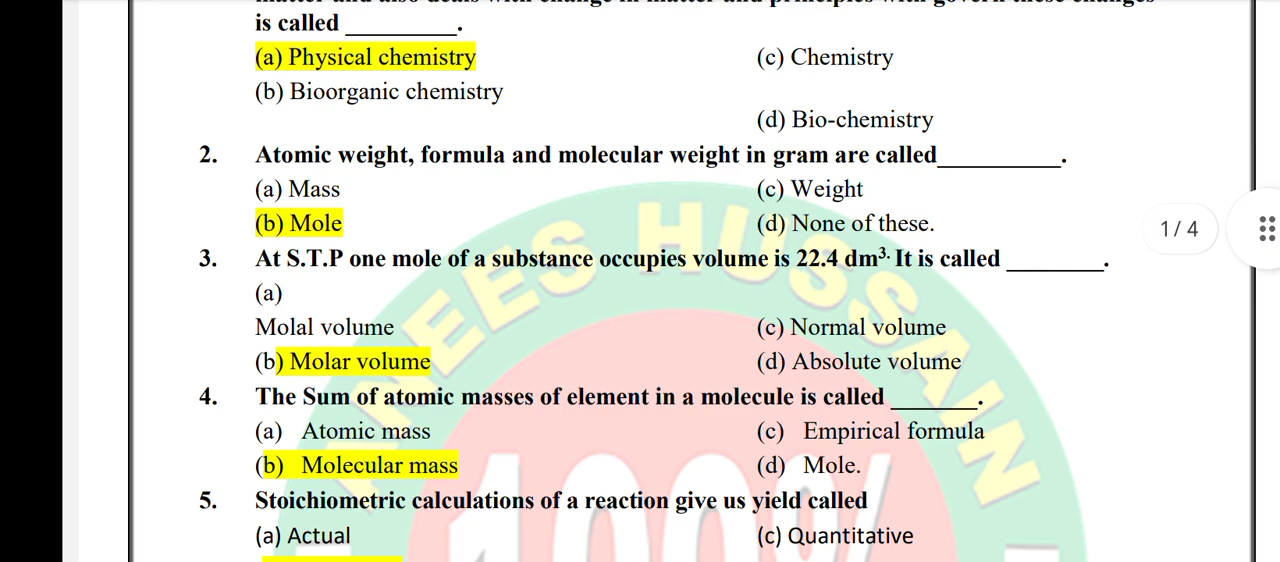 is called _________.
(a) Physical chemistry (c) Chemistry
(b) Bioorganic chemistry
(d) Bio-chemistry
2. Atomic weight, formula and molecular weight in gram are called__________.
(a) Mass (c) Weight
(b) Mole (d) None of these.
1 / 4
3. At S.T.P one mole of a substance occupies volume is 22.4 dm³. It is called ________.
(a)
Molal volume (c) Normal volume
(b) Molar volume (d) Absolute volume
4. The Sum of atomic masses of element in a molecule is called _______.
(a) Atomic mass (c) Empirical formula
(b) Molecular mass (d) Mole.
5. Stoichiometric calculations of a reaction give us yield called
(a) Actual (c) Quantitative
ANEES HUSSAIN
100%